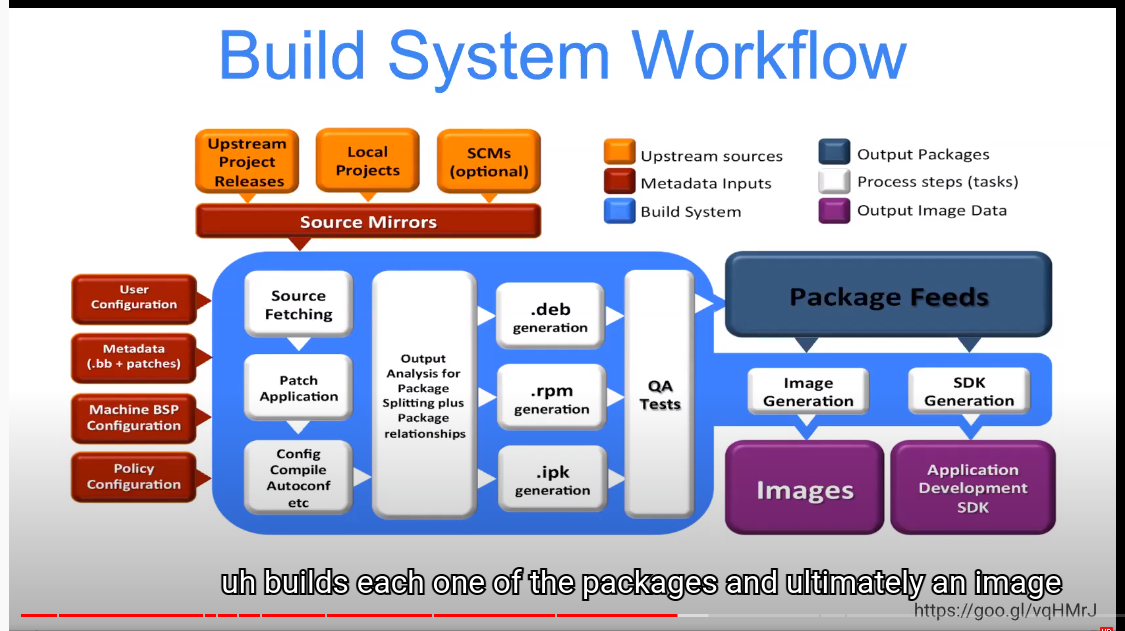 Build System Workflow
Upstream
Project
Releases
Local
Projects
SCMs
(optional)
Source Mirrors
Upstream sources
Metadata Inputs
Build System
Output Packages
Process steps (tasks)
Output Image Data
User
Configuration
Metadata
(.bb + patches)
Machine BSP
Configuration
Policy
Configuration
Source
Fetching
Patch
Application
Config
Compile
Autoconf
etc
Output
Analysis for
Package
Splitting plus
Package
relationships
.deb
generation
.rpm
generation
.ipk
generation
QA
Tests
Package Feeds
Image
Generation
SDK
Generation
Images
Application
Development
SDK
uh builds each one of the packages and ultimately an image
https://goo.gl/vqHMrJ
HD